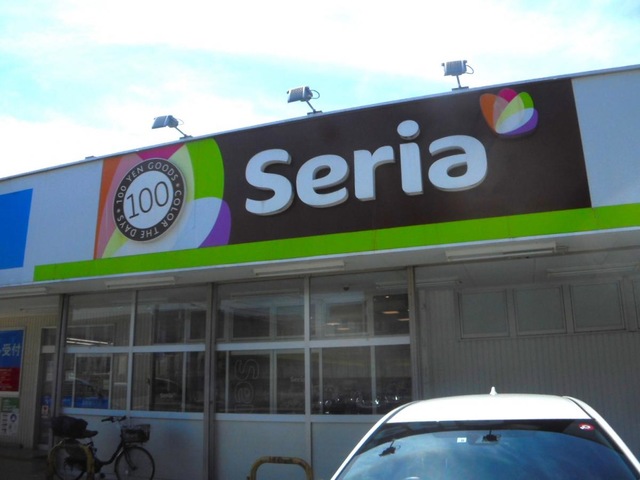 Seria
100 YEN GOODS
100
COLOR THE DAYS
受付